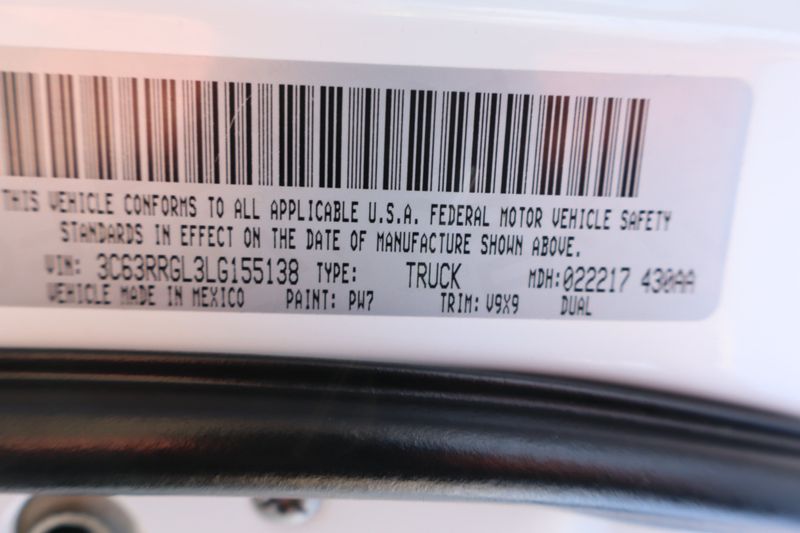 THIS VEHICLE CONFORMS TO ALL APPLICABLE U.S.A. FEDERAL MOTOR VEHICLE SAFETY
STANDARDS IN EFFECT ON THE DATE OF MANUFACTURE SHOWN ABOVE.
VIN: 3C63RRGL3LG155138 TYPE: TRUCK MDH:022217 430AA
VEHICLE MADE IN MEXICO PAINT: PW7 TRIM: V9X9 DUAL